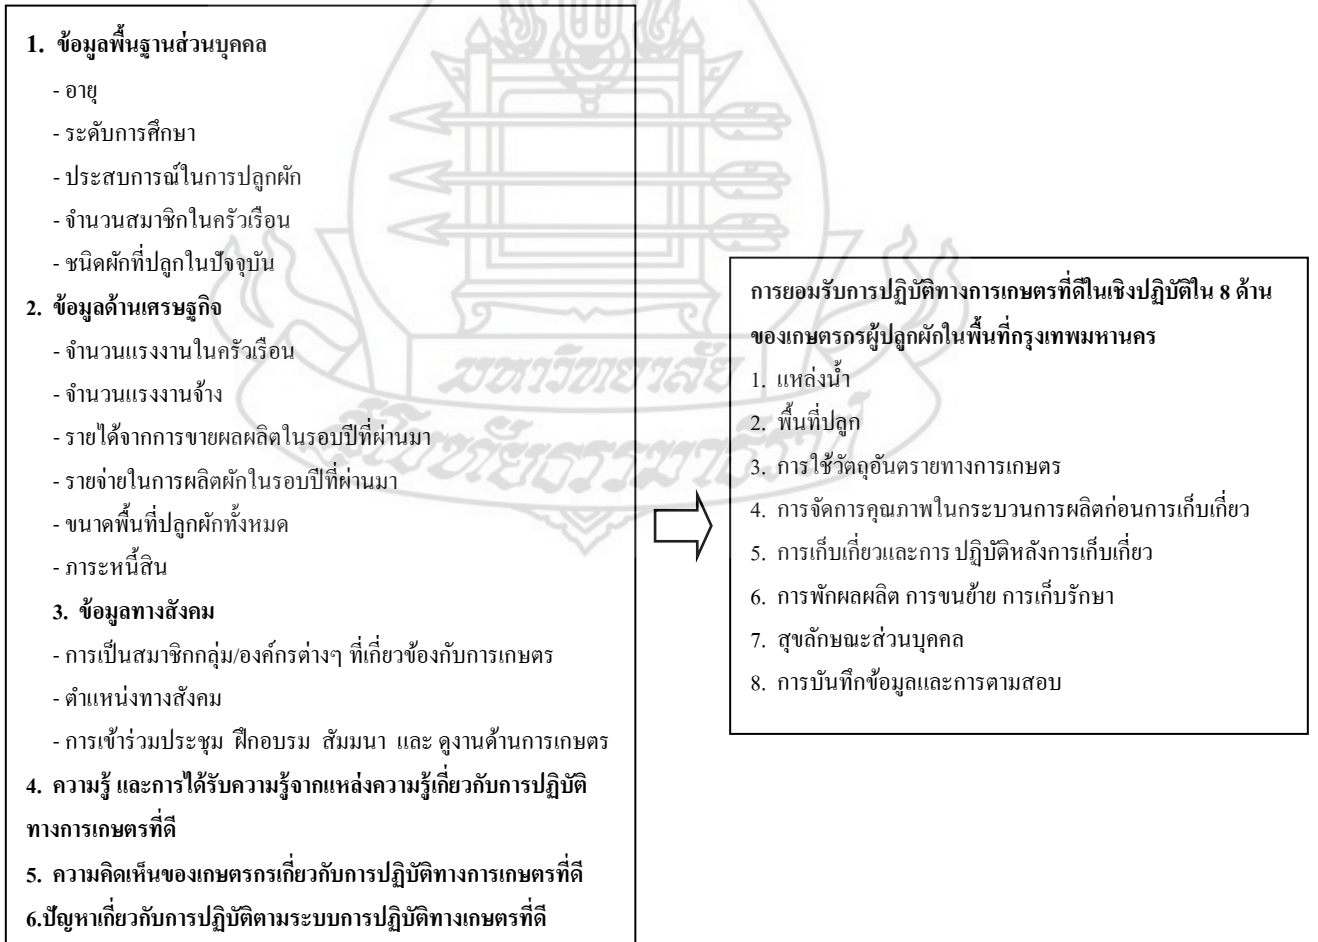 1. ข้อมูลพื้นฐานส่วนบุคคล
- อายุ
- ระดับการศึกษา
- ประสบการณ์ในการปลูกผัก
- จำนวนสมาชิกในครัวเรือน
- ชนิดผักที่ปลูกในปัจจุบัน
2. ข้อมูลด้านเศรษฐกิจ
- จำนวนแรงงานในครัวเรือน
- จำนวนแรงงานจ้าง
- รายได้จากการขายผลผลิตในรอบปีที่ผ่านมา
- รายจ่ายในการผลิตผักในรอบปีที่ผ่านมา
- ขนาดพื้นที่ปลูกผักทั้งหมด
- ภาระหนี้สิน
3. ข้อมูลทางสังคม
- การเป็นสมาชิกกลุ่ม/องค์กรต่างๆ ที่เกี่ยวข้องกับการเกษตร
- ตำแหน่งทางสังคม
- การเข้าร่วมประชุม ฝึกอบรม สัมมนา และ ดูงานด้านการเกษตร
4. ความรู้ และการได้รับความรู้จากแหล่งความรู้เกี่ยวกับการปฏิบัติ
ทางการเกษตรที่ดี
5. ความคิดเห็นของเกษตรกรเกี่ยวกับการปฏิบัติทางการเกษตรที่ดี
6.ปัญหาเกี่ยวกับการปฏิบัติตามระบบการปฏิบัติทางเกษตรที่ดี
การยอมรับการปฏิบัติทางการเกษตรที่ดีในเชิงปฏิบัติใน 8 ด้าน
ของเกษตรกรผู้ปลูกผักในพื้นที่กรุงเทพมหานคร
1. แหล่งน้ำ
2. พื้นที่ปลูก
3. การใช้วัตถุอันตรายทางการเกษตร
4. การจัดการคุณภาพในกระบวนการผลิตก่อนการเก็บเกี่ยว
5. การเก็บเกี่ยวและการ ปฏิบัติหลังการเก็บเกี่ยว
6. การพักผลผลิต การขนย้าย การเก็บรักษา
7. สุขลักษณะส่วนบุคคล
8. การบันทึกข้อมูลและการตามสอบ
มหาวิทยาลัย
สุโขทัยธรรมาธิราช